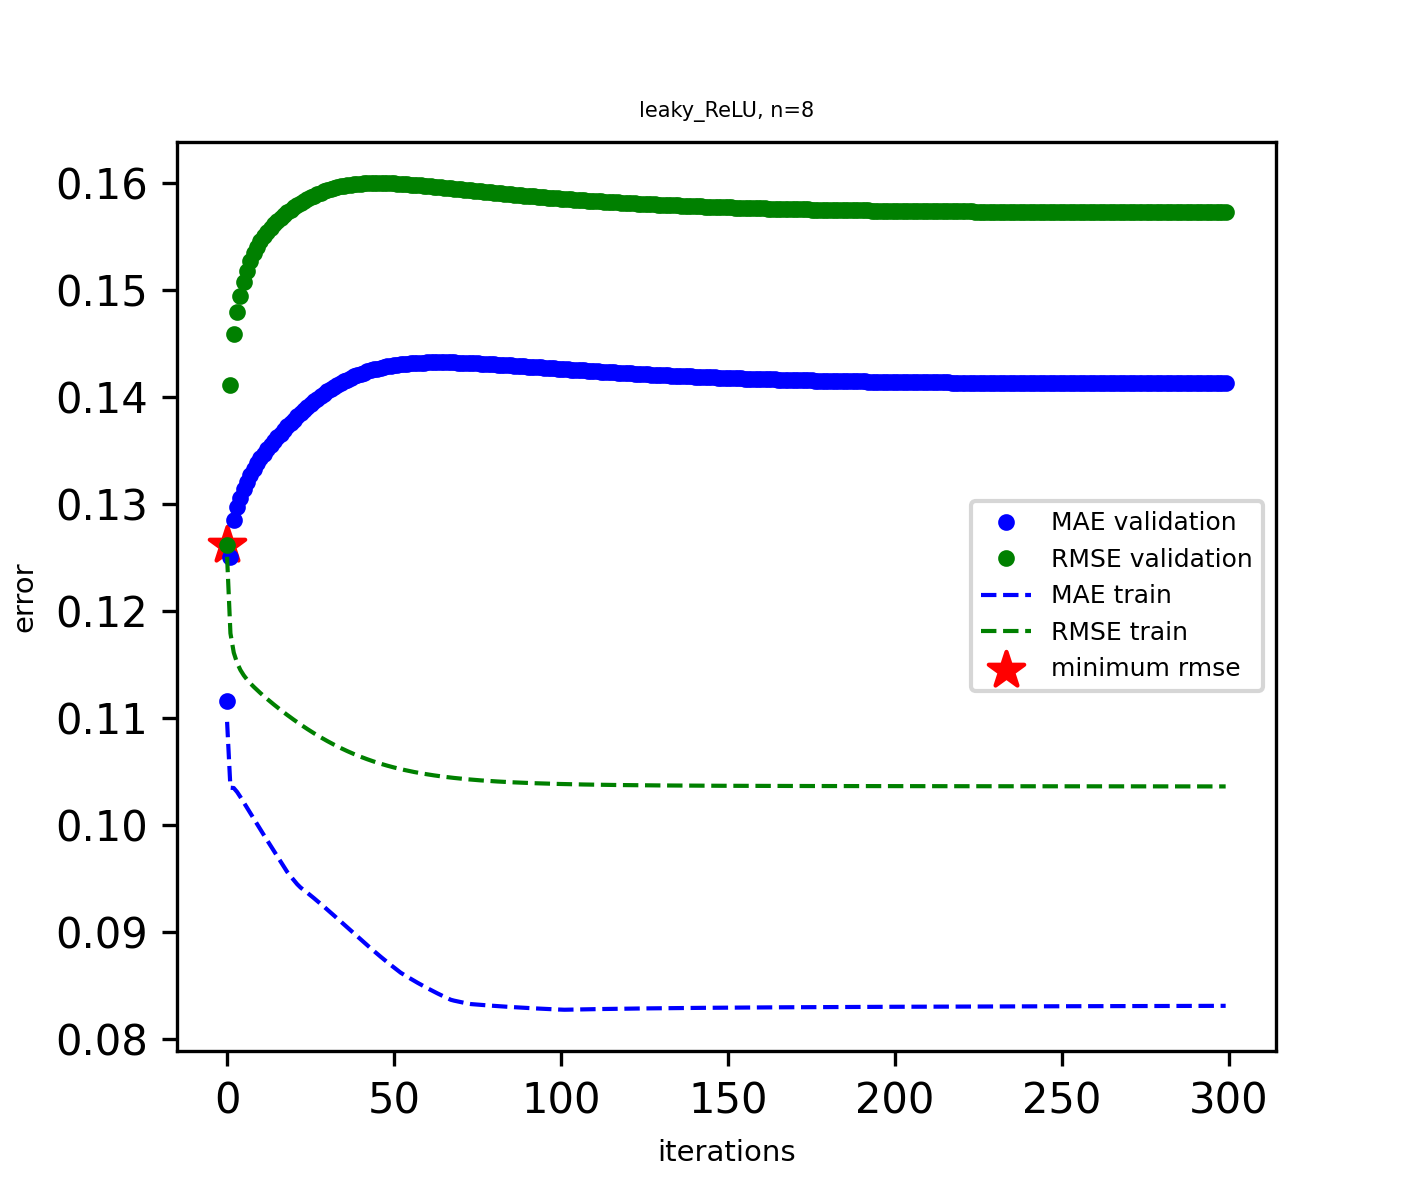 leaky_ReLU, n=8
0.16
0.15
0.14
0.13
0.12
0.11
0.10
0.09
0.08
error
MAE validation
RMSE validation
MAE train
RMSE train
minimum rmse
0 50 100 150 200 250 300
iterations